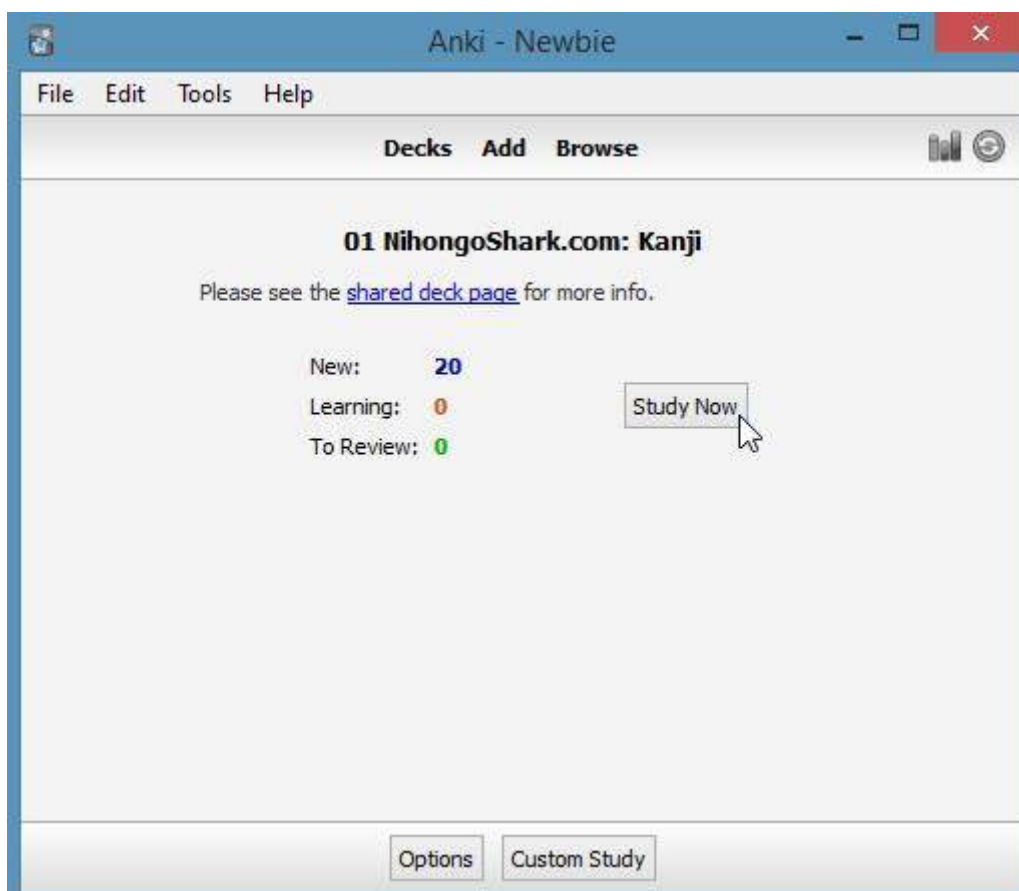 Anki - Newbie
File Edit Tools Help
Decks Add Browse
01 NihongoShark.com: Kanji
Please see the shared deck page for more info.
New: 20
Learning: 0
Study Now
To Review: 0
Options Custom Study